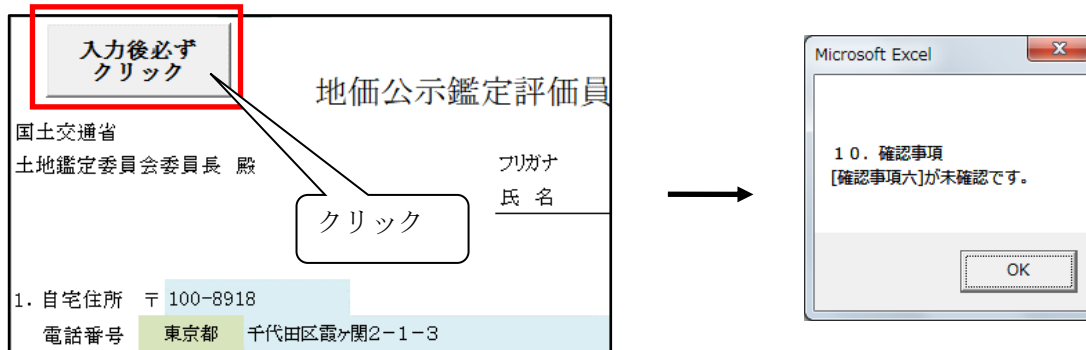 入力後必ず
クリック
地価公示鑑定評価員
国土交通省
土地鑑定委員会委員長 殿
フリガナ
氏 名
クリック
1. 自宅住所 〒 100-8918
電話番号 東京都 千代田区霞ヶ関2-1-3
Microsoft Excel
10. 確認事項
[確認事項六]が未確認です。
OK